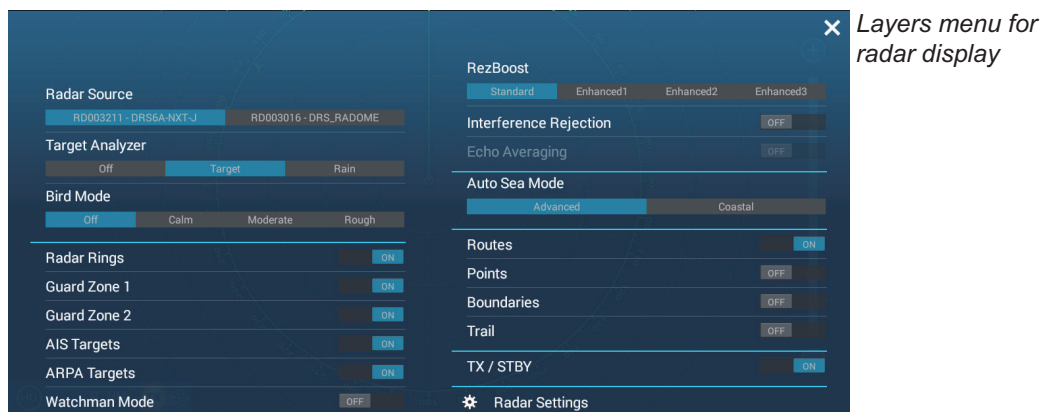 Layers menu for
radar display
Radar Source
RD003211 - DRS6A-NXT-J RD003016 - DRS_RADOME
Target Analyzer
Off Target Rain
Bird Mode
Off Calm Moderate Rough
Radar Rings ON
Guard Zone 1 ON
Guard Zone 2 ON
AIS Targets ON
ARPA Targets ON
Watchman Mode OFF
RezBoost
Standard Enhanced1 Enhanced2 Enhanced3
Interference Rejection OFF
Echo Averaging OFF
Auto Sea Mode
Advanced Coastal
Routes ON
Points OFF
Boundaries OFF
Trail OFF
TX / STBY ON
Radar Settings